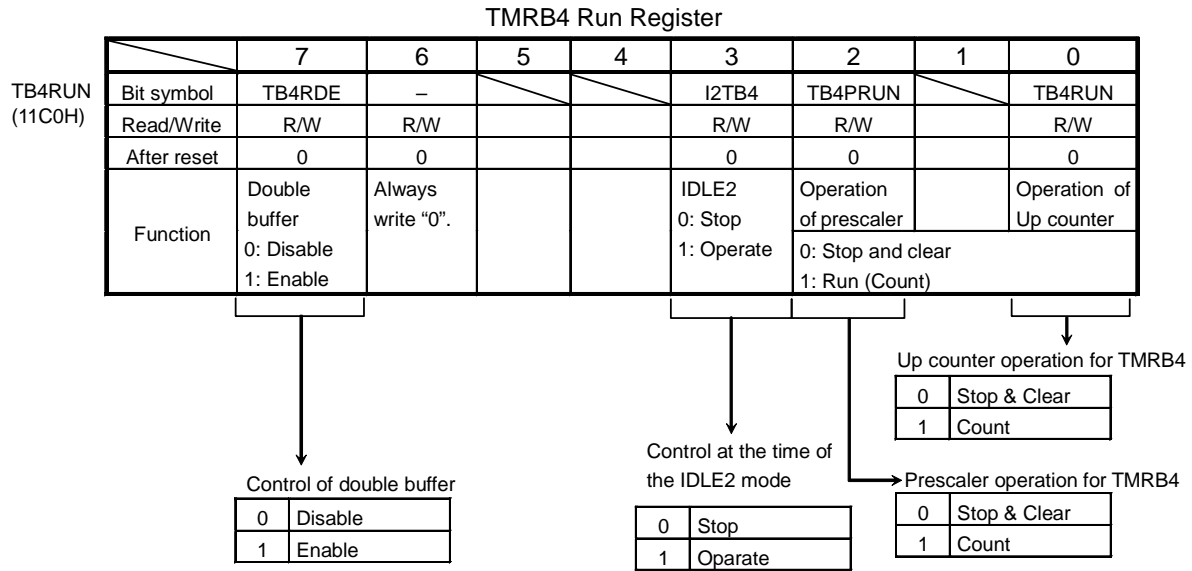 TMRB4 Run Register
7 6 5 4 3 2 1 0
TB4RUN
(11C0H)
Bit symbol TB4RDE – I2TB4 TB4PRUN TB4RUN
Read/Write R/W R/W R/W R/W R/W
After reset 0 0 0 0 0
Function
Double
buffer
0: Disable
1: Enable
Always
write “0”.
IDLE2
0: Stop
1: Operate
Operation
of prescaler
Operation of
Up counter
0: Stop and clear
1: Run (Count)
Up counter operation for TMRB4
0 Stop & Clear
1 Count
Control at the time of
the IDLE2 mode
0 Stop
1 Oparate
Prescaler operation for TMRB4
0 Stop & Clear
1 Count
Control of double buffer
0 Disable
1 Enable